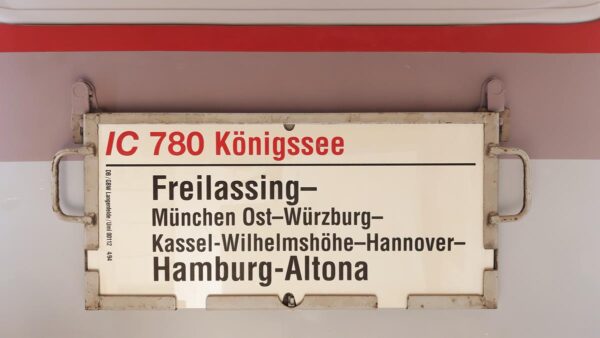 IC 780 Königssee
Freilassing–
München Ost–Würzburg–
Kassel-Wilhelmshöhe–Hannover–
Hamburg-Altona